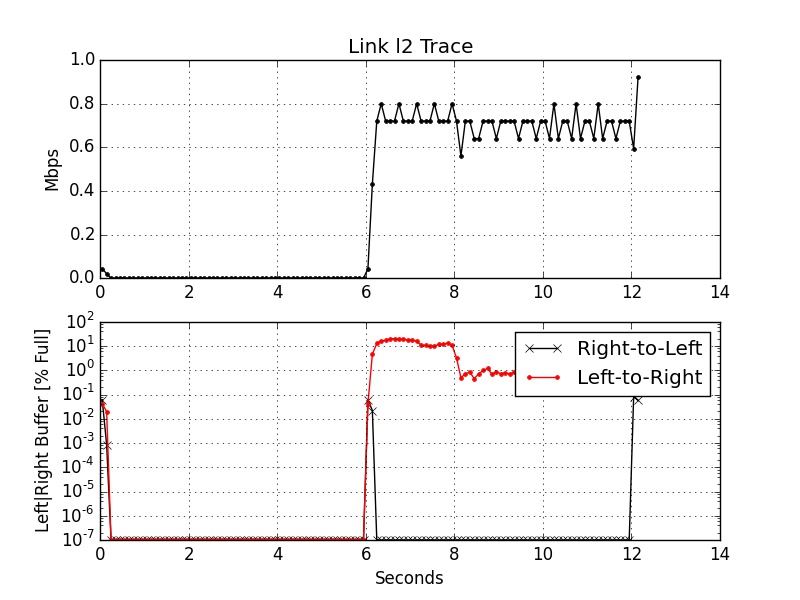 Link l2 Trace
1.0
0.8
0.6
0.4
0.2
0.0
Mbps
0 2 4 6 8 10 12 14
10^2
10^1
10^0
10^-1
10^-2
10^-3
10^-4
10^-5
10^-6
10^-7
Left|Right Buffer [% Full]
Right-to-Left
Left-to-Right
0 2 4 6 8 10 12 14
Seconds